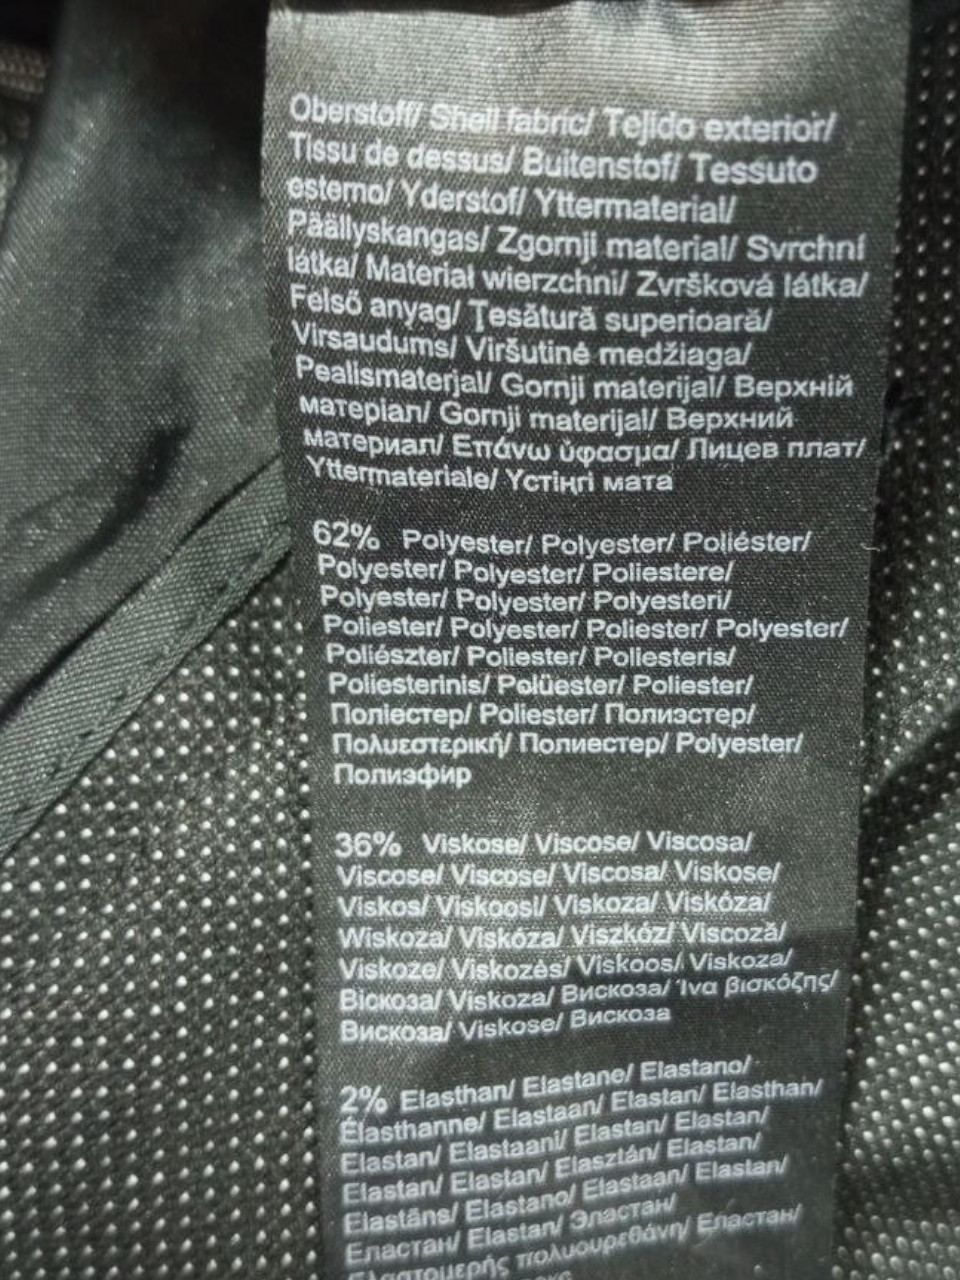 Oberstoff/ Shell fabric/ Tejido exterior/
Tissu de dessus/ Buitenstof/ Tessuto
esterno/ Yderstof/ Yttermaterial/
Päällyskangas/ Zgornji material/ Svrchní
látka/ Materiał wierzchni/ Zvršková látka/
Felső anyag/ Ţesătură superioară/
Virsaudums/ Viršutinė medžiaga/
Pealismaterjal/ Gornji materijal/ Верхній
матеріал/ Gornji materijal/ Верхний
материал/ Επάνω ύφασμα/ Лицев плат/
Yttermateriale/ Үстіңгі мата
62% Polyester/ Polyester/ Poliéster/
Polyester/ Polyester/ Poliestere/
Polyester/ Polyester/ Polyesteri/
Poliester/ Polyester/ Poliester/ Polyester/
Poliészter/ Poliester/ Poliesteris/
Poliesterinis/ Polüester/ Poliester/
Поліестер/ Poliester/ Полиэстер/
Πολυεστερική/ Полиестер/ Polyester/
Полиэфир
36% Viskose/ Viscose/ Viscosa/
Viscose/ Viscose/ Viscosa/ Viskose/
Viskos/ Viskoosi/ Viskoza/ Viskóza/
Wiskoza/ Viskóza/ Viszkóz/ Viscoză/
Viskoze/ Viskozės/ Viskoos/ Viskoza/
Віскоза/ Viskoza/ Вискоза/ Ίνα βισκόζης/
Вискоза/ Viskose/ Вискоза
2% Elasthan/ Elastane/ Elastano/
Élasthanne/ Elastaan/ Elastan/ Elasthan/
Elastan/ Elastaani/ Elastan/ Elastan/
Elastan/ Elastan/ Elasztán/ Elastan/
Elastāns/ Elastano/ Elastaan/ Elastan/
Еластан/ Elastan/ Эластан/
Ελαστομερής πολυουρεθάνη/ Еластан/